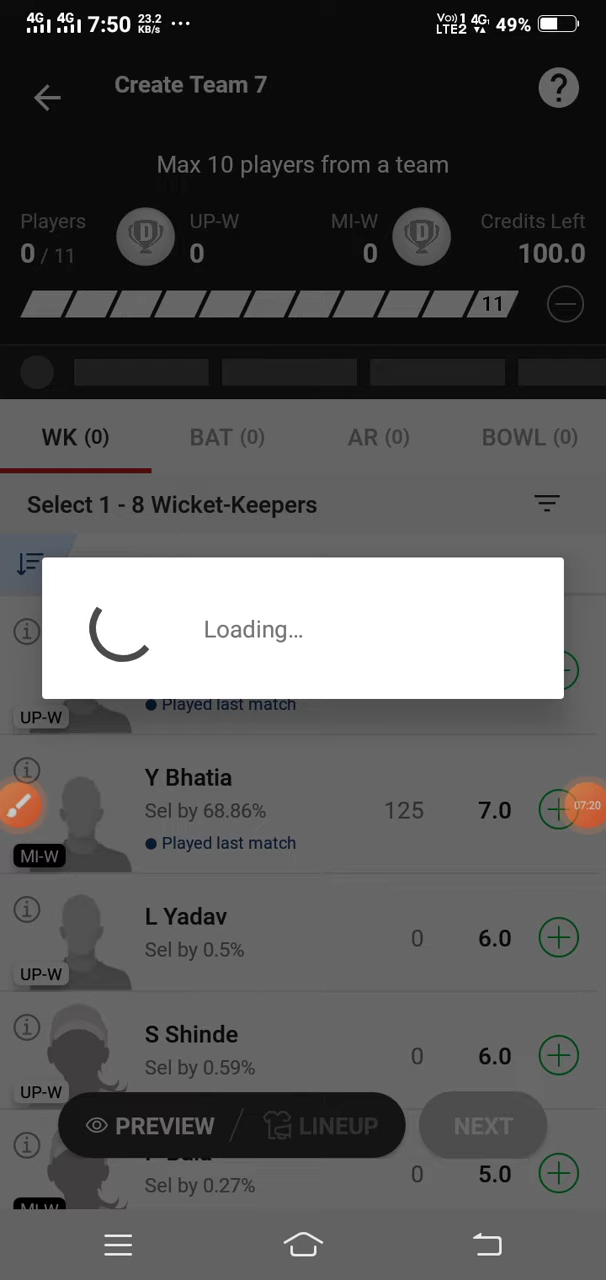 4G 4G 7:50 23.2 KB/s ... Vo) 1 LTE2 4G 49%
Create Team 7
?
Max 10 players from a team
Players UP-W MI-W Credits Left
0 / 11 D 0 0 D 100.0
11
WK (0) BAT (0) AR (0) BOWL (0)
Select 1 - 8 Wicket-Keepers
Loading...
Played last match
UP-W
Y Bhatia
Sel by 68.86% 125 7.0
07:20
Played last match
MI-W
L Yadav
Sel by 0.5% 0 6.0
UP-W
S Shinde
Sel by 0.59% 0 6.0
UP-W
PREVIEW / LINEUP NEXT
Sel by 0.27% 0 5.0
MI-W